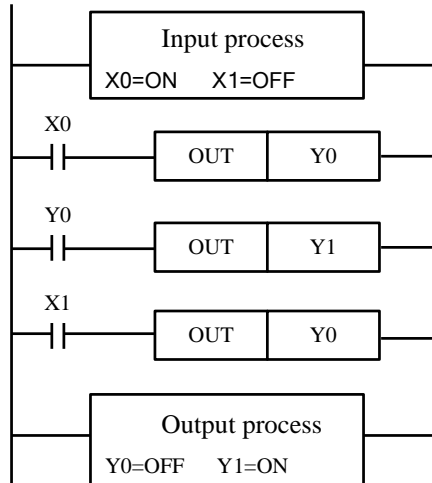 Input process
X0=ON X1=OFF
X0
OUT Y0
Y0
OUT Y1
X1
OUT Y0
Output process
Y0=OFF Y1=ON